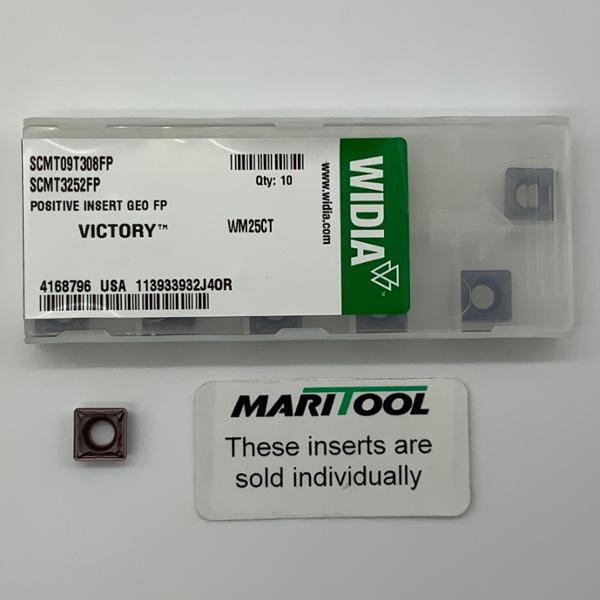 SCMT09T308FP
SCMT3252FP
Qty: 10
POSITIVE INSERT GEO FP
VICTORY™
WM25CT
4168796 USA 113933932J4OR
www.widia.com
WIDIA
MARITOOL
These inserts are
sold individually